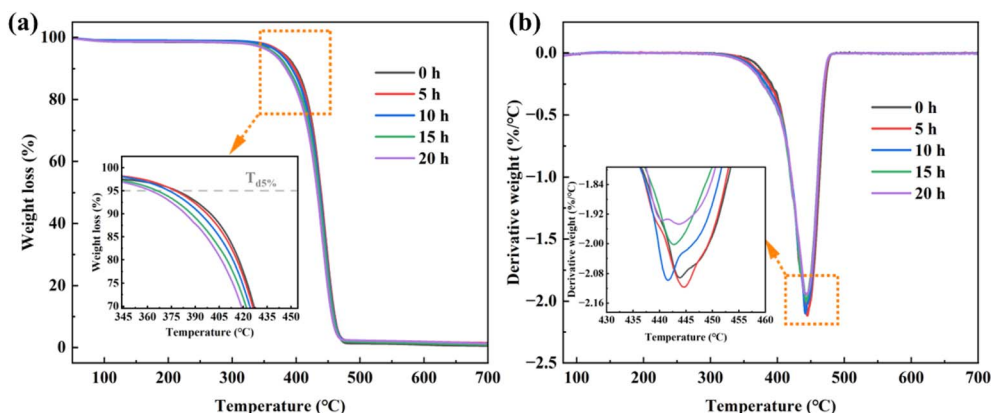 (a)
100
80
60
40
20
0
Weight loss (%)
0 h
5 h
10 h
15 h
20 h
100
95
90
85
80
75
70
Weight loss (%)
Td5%
345 360 375 390 405 420 435 450
Temperature (℃)
100 200 300 400 500 600 700
Temperature (℃)
(b)
0.0
−0.5
−1.0
−1.5
−2.0
−2.5
Derivative weight (%/℃)
0 h
5 h
10 h
15 h
20 h
−1.84
−1.92
−2.00
−2.08
−2.16
Derivative weight (%/℃)
430 435 440 445 450 455 460
Temperature (℃)
100 200 300 400 500 600 700
Temperature (℃)